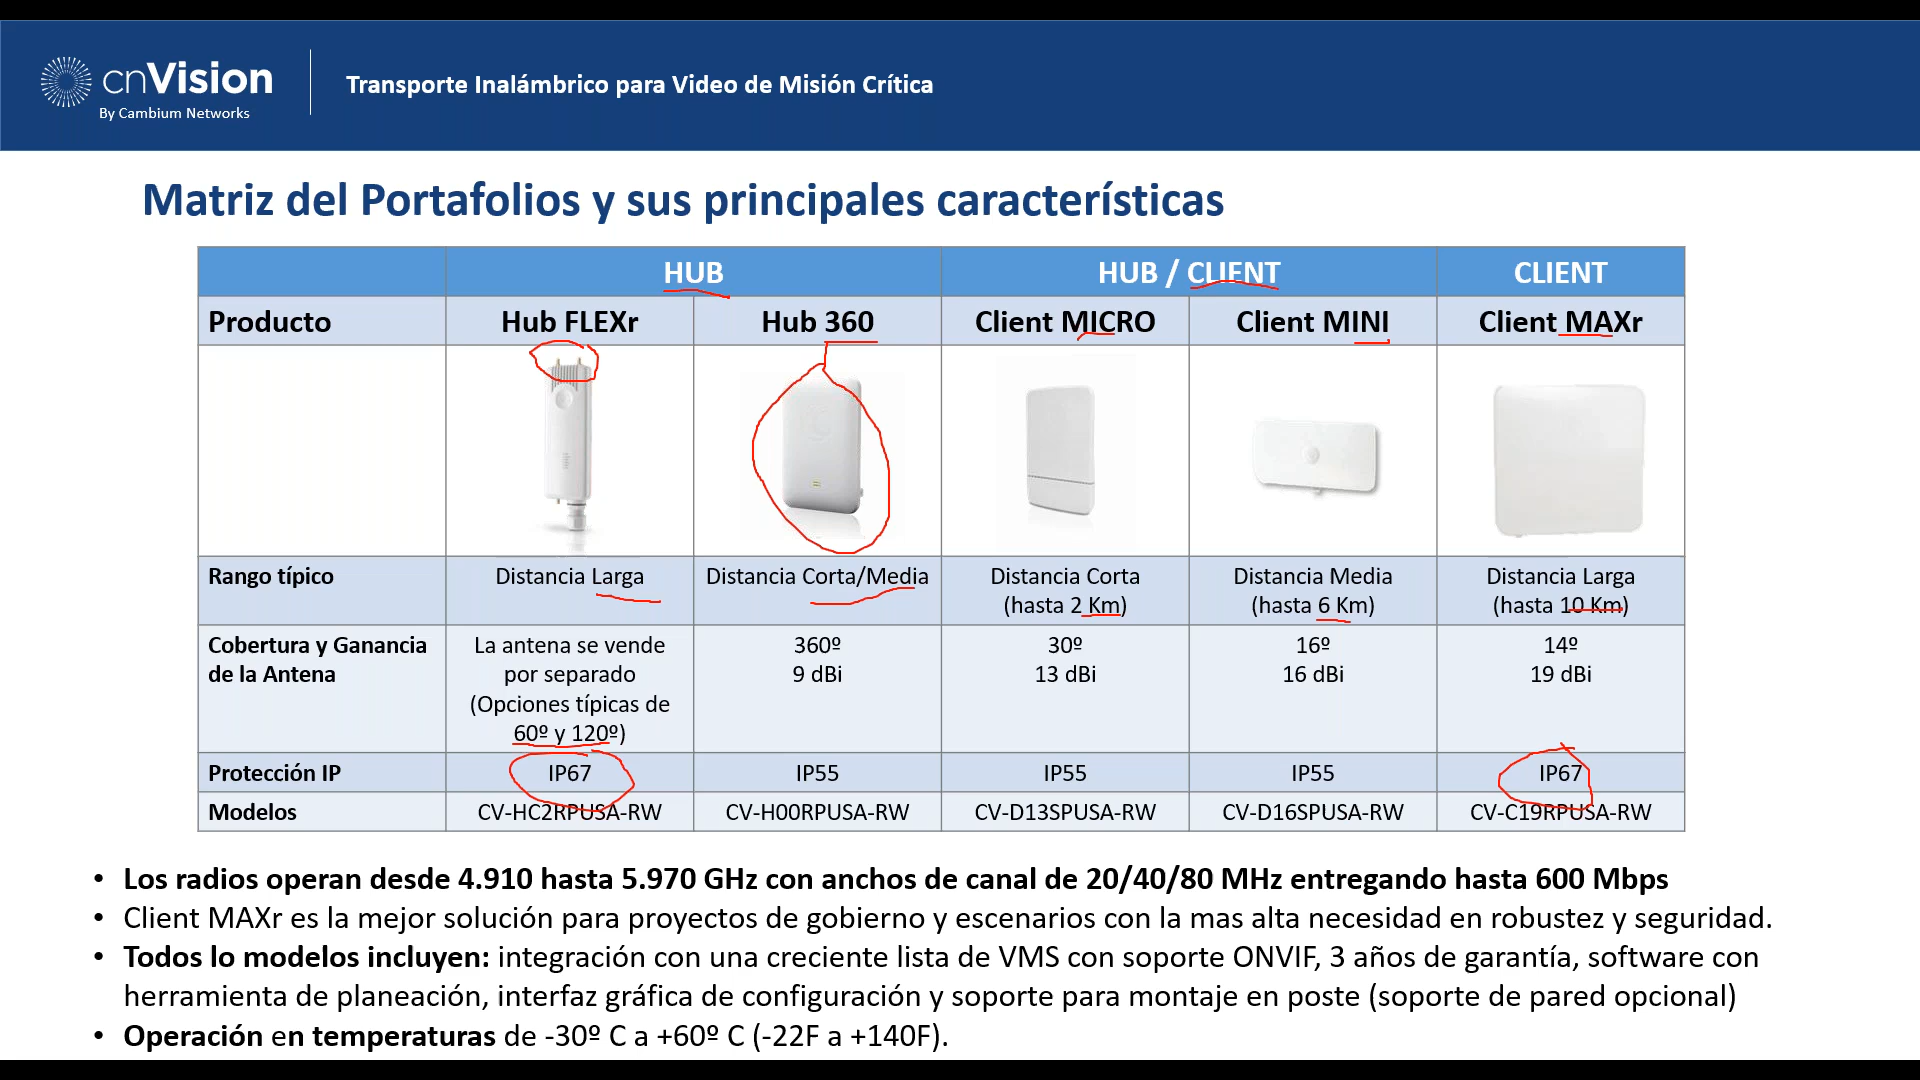 cnVision
By Cambium Networks
Transporte Inalámbrico para Video de Misión Crítica
Matriz del Portafolios y sus principales características
HUB
HUB / CLIENT
CLIENT
Producto
Hub FLEXr
Hub 360
Client MICRO
Client MINI
Client MAXr
Rango típico
Distancia Larga
Distancia Corta/Media
Distancia Corta
(hasta 2 Km)
Distancia Media
(hasta 6 Km)
Distancia Larga
(hasta 10 Km)
Cobertura y Ganancia
de la Antena
La antena se vende
por separado
(Opciones típicas de
60º y 120º)
360º
9 dBi
30º
13 dBi
16º
16 dBi
14º
19 dBi
Protección IP
IP67
IP55
IP55
IP55
IP67
Modelos
CV-HC2RPUSA-RW
CV-H00RPUSA-RW
CV-D13SPUSA-RW
CV-D16SPUSA-RW
CV-C19RPUSA-RW
• Los radios operan desde 4.910 hasta 5.970 GHz con anchos de canal de 20/40/80 MHz entregando hasta 600 Mbps
• Client MAXr es la mejor solución para proyectos de gobierno y escenarios con la mas alta necesidad en robustez y seguridad.
• Todos lo modelos incluyen: integración con una creciente lista de VMS con soporte ONVIF, 3 años de garantía, software con
herramienta de planeación, interfaz gráfica de configuración y soporte para montaje en poste (soporte de pared opcional)
• Operación en temperaturas de -30º C a +60º C (-22F a +140F).